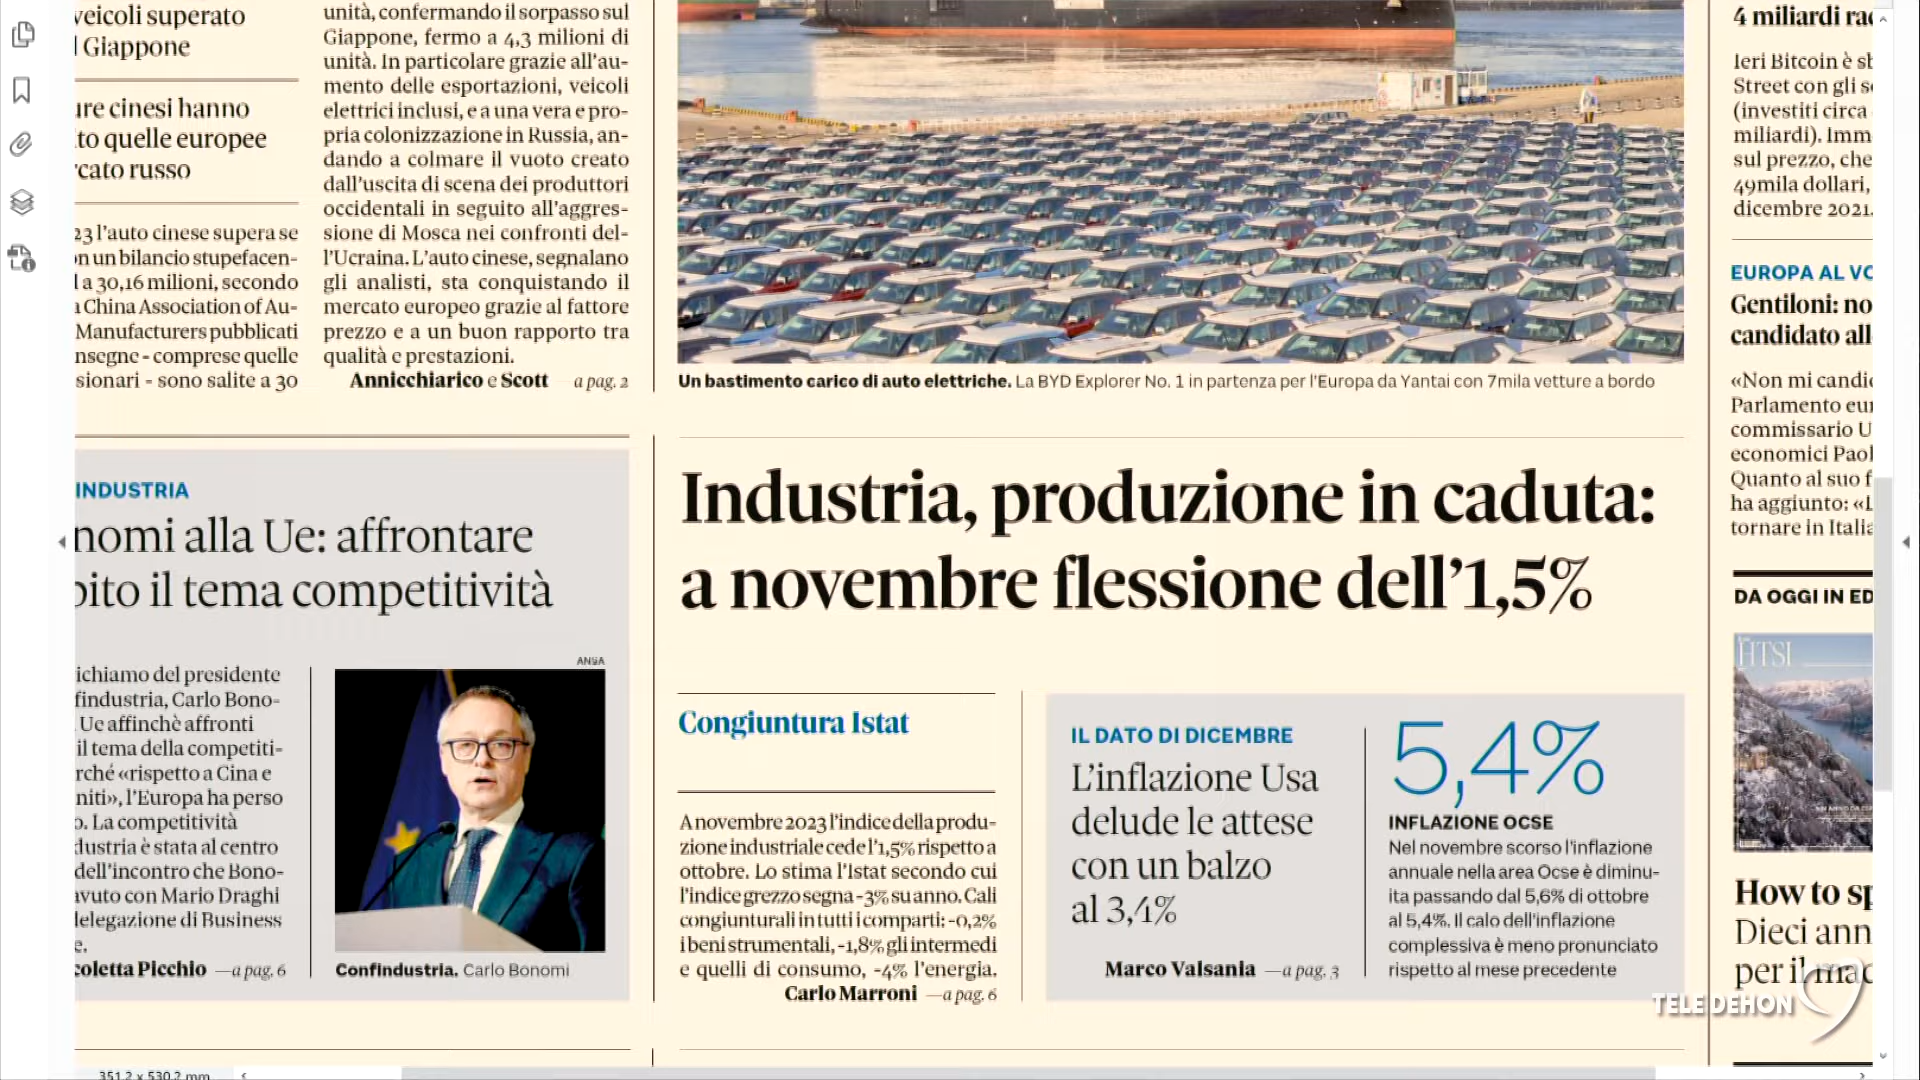 veicoli superato
Giappone
ure cinesi hanno
to quelle europee
rcato russo
23 l'auto cinese supera se
on un bilancio stupefacen-
a 30,16 milioni, secondo
China Association of Au-
Manufacturers pubblicati
nsegne - comprese quelle
sionari - sono salite a 30
unità, confermando il sorpasso sul
Giappone, fermo a 4,3 milioni di
unità. In particolare grazie all'au-
mento delle esportazioni, veicoli
elettrici inclusi, e a una vera e pro-
pria colonizzazione in Russia, an-
dando a colmare il vuoto creato
dall'uscita di scena dei produttori
occidentali in seguito all'aggres-
sione di Mosca nei confronti del-
l'Ucraina. L'auto cinese, segnalano
gli analisti, sta conquistando il
mercato europeo grazie al fattore
prezzo e a un buon rapporto tra
qualità e prestazioni.
Annicchiarico e Scott —a pag. 2
Un bastimento carico di auto elettriche. La BYD Explorer No. 1 in partenza per l'Europa da Yantai con 7mila vetture a bordo
INDUSTRIA
nomi alla Ue: affrontare
bito il tema competitività
ichiamo del presidente
findustria, Carlo Bono-
Ue affinchè affronti
il tema della competiti-
rché «rispetto a Cina e
niti», l'Europa ha perso
o. La competitività
dustria è stata al centro
dell'incontro che Bono-
avuto con Mario Draghi
delegazione di Business
e.
coletta Picchio —a pag. 6
ANSA
Confindustria. Carlo Bonomi
Industria, produzione in caduta:
a novembre flessione dell'1,5%
Congiuntura Istat
A novembre 2023 l'indice della produ-
zione industriale cede l'1,5% rispetto a
ottobre. Lo stima l'Istat secondo cui
l'indice grezzo segna -3% su anno. Cali
congiunturali in tutti i comparti: -0,2%
i beni strumentali, -1,8% gli intermedi
e quelli di consumo, -4% l'energia.
Carlo Marroni —a pag. 6
IL DATO DI DICEMBRE
L'inflazione Usa
delude le attese
con un balzo
al 3,4%
Marco Valsania —a pag. 3
5,4%
INFLAZIONE OCSE
Nel novembre scorso l'inflazione
annuale nella area Ocse è diminu-
ita passando dal 5,6% di ottobre
al 5,4%. Il calo dell'inflazione
complessiva è meno pronunciato
rispetto al mese precedente
4 miliardi rac
Ieri Bitcoin è sb
Street con gli s
(investiti circa
miliardi). Imm
sul prezzo, che
49mila dollari,
dicembre 2021.
EUROPA AL VO
Gentiloni: no
candidato all
«Non mi candid
Parlamento eur
commissario U
economici Paol
Quanto al suo f
ha aggiunto: «L
tornare in Italia
DA OGGI IN ED
HTSI
How to sp
Dieci ann
per il mac
TELE DEHON
351,2 x 530,2 mm